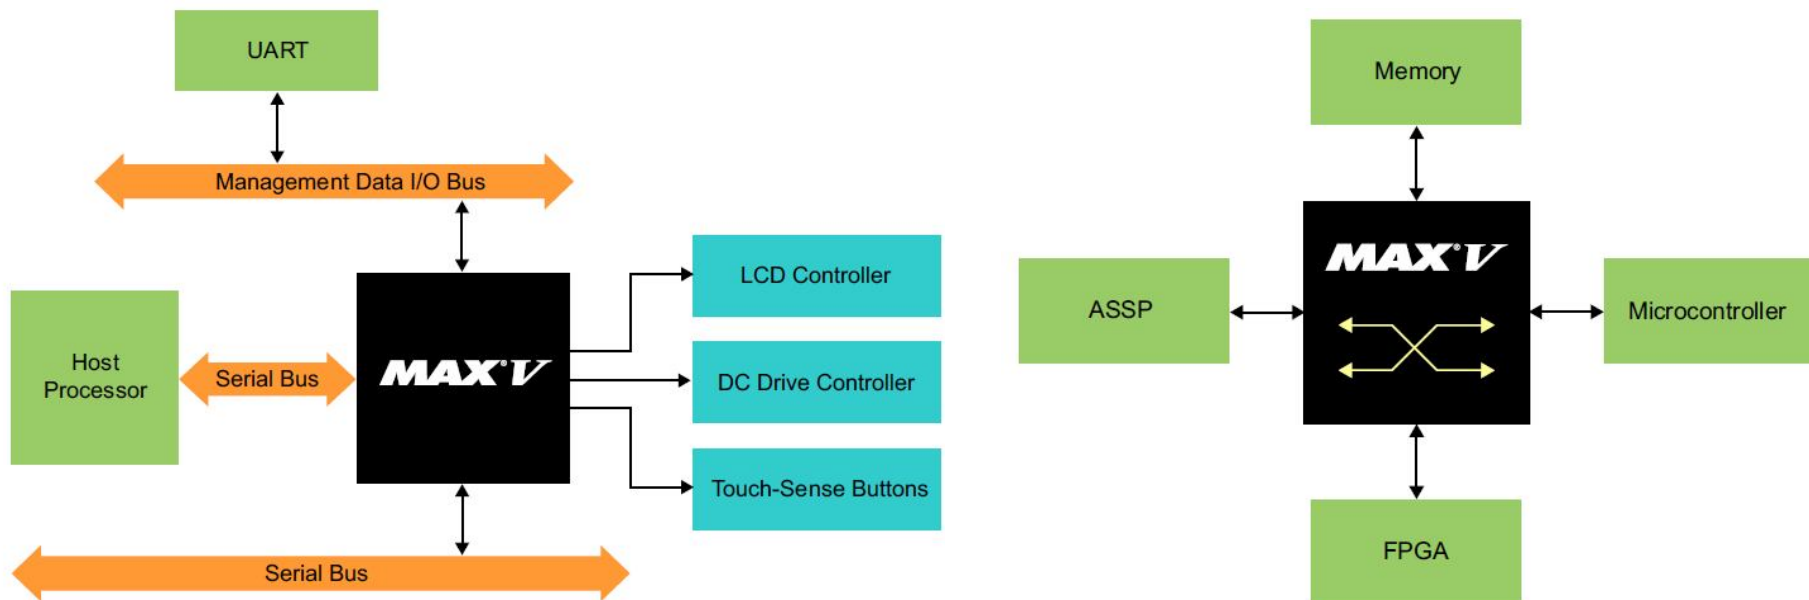 UART
Management Data I/O Bus
Host
Processor
Serial Bus
MAX® V
LCD Controller
DC Drive Controller
Touch-Sense Buttons
Serial Bus
Memory
ASSP
MAX® V
Microcontroller
FPGA